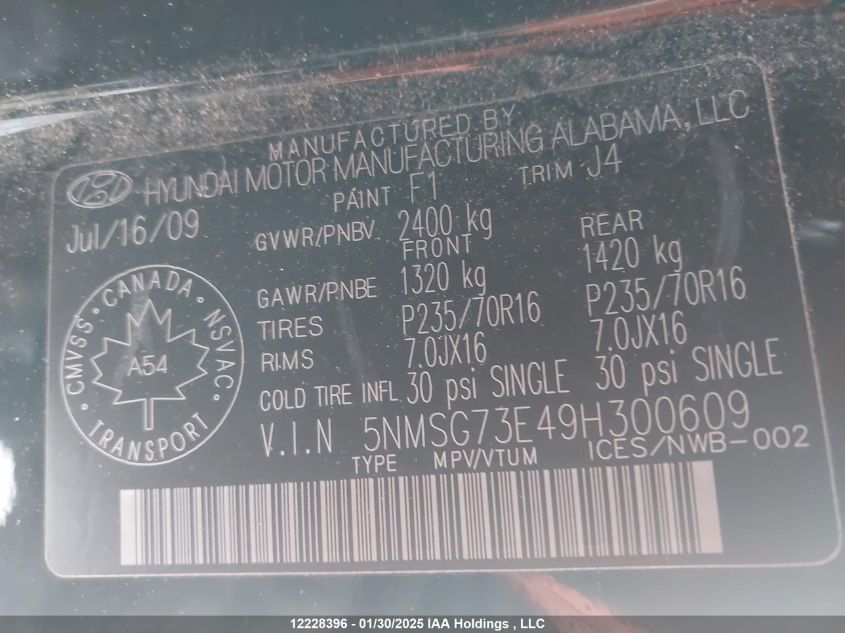 MANUFACTURED BY
HYUNDAI MOTOR MANUFACTURING ALABAMA, LLC
Jul/16/09 PAINT F1 TRIM J4
GVWR/PNBV 2400 kg
FRONT REAR
GAWR/PNBE 1320 kg 1420 kg
TIRES P235/70R16 P235/70R16
RIMS 7.0JX16 7.0JX16
COLD TIRE INFL. 30 psi SINGLE 30 psi SINGLE
V.I.N 5NMSG73E49H300609
TYPE MPV/VTUM ICES/NWB-002
CMVSS · CANADA · NSVAC · TRANSPORT
A54
12228396 - 01/30/2025 IAA Holdings , LLC